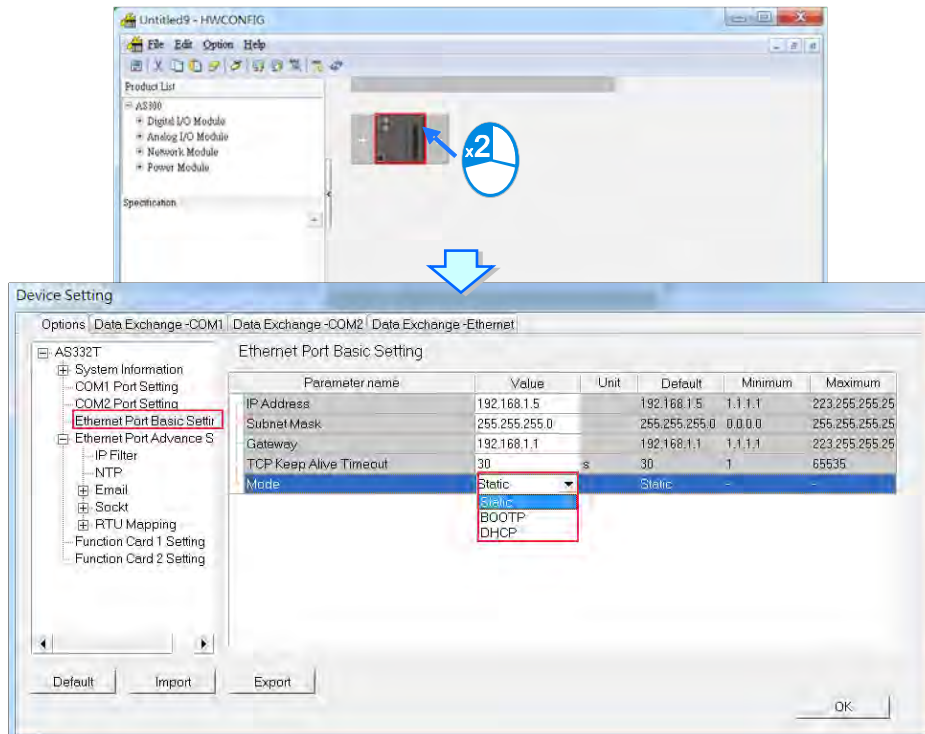 Untitled9 - HWCONFIG
File Edit Option Help
Product List
AS300
Digital I/O Module
Analog I/O Module
Network Module
Power Module
Specification
x2
Device Setting
Options Data Exchange -COM1 Data Exchange -COM2 Data Exchange -Ethernet
AS332T
System Information
COM1 Port Setting
COM2 Port Setting
Ethernet Port Basic Settir
Ethernet Port Advance S
IP Filter
NTP
Email
Sockt
RTU Mapping
Function Card 1 Setting
Function Card 2 Setting
Ethernet Port Basic Setting
Parameter name Value Unit Default Minimum Maximum
IP Address 192.168.1.5 192.168.1.5 1.1.1.1 223.255.255.25
Subnet Mask 255.255.255.0 255.255.255.0 0.0.0.0 255.255.255.25
Gateway 192.168.1.1 192.168.1.1 1.1.1.1 223.255.255.25
TCP Keep Alive Timeout 30 s 30 1 65535
Mode Static Static - -
Static
BOOTP
DHCP
Default Import Export
OK